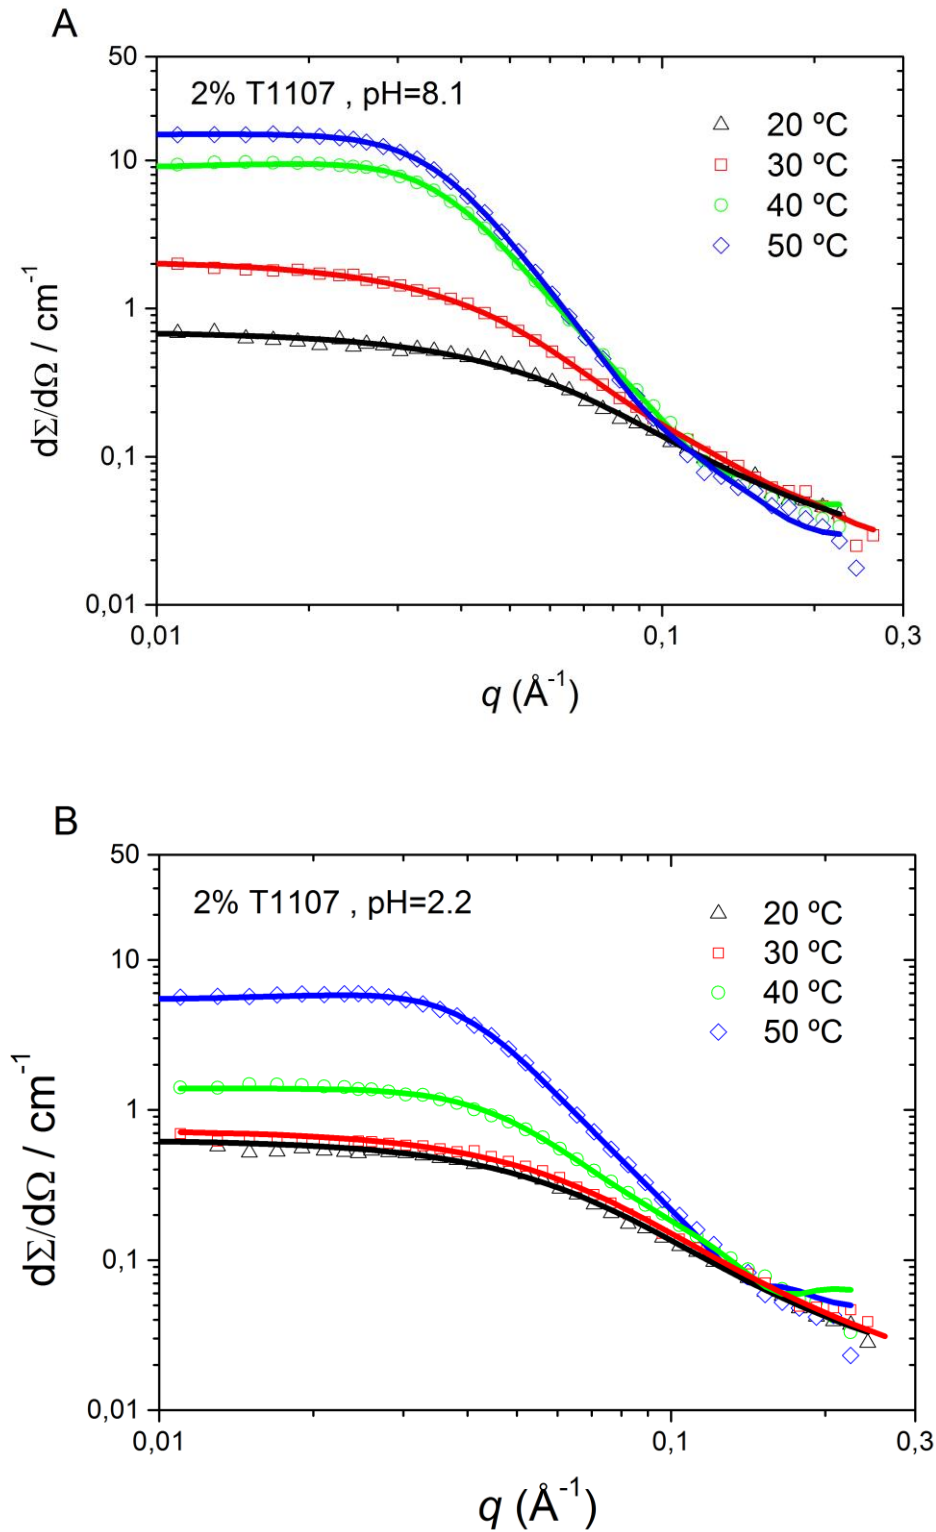 A
50
2% T1107 , pH=8.1
20 ºC
30 ºC
40 ºC
50 ºC
10
1
0,1
0,01
dΣ/dΩ / cm⁻¹
0,01
0,1
0,3
q (Å⁻¹)
B
50
2% T1107 , pH=2.2
20 ºC
30 ºC
40 ºC
50 ºC
10
1
0,1
0,01
dΣ/dΩ / cm⁻¹
0,01
0,1
0,3
q (Å⁻¹)